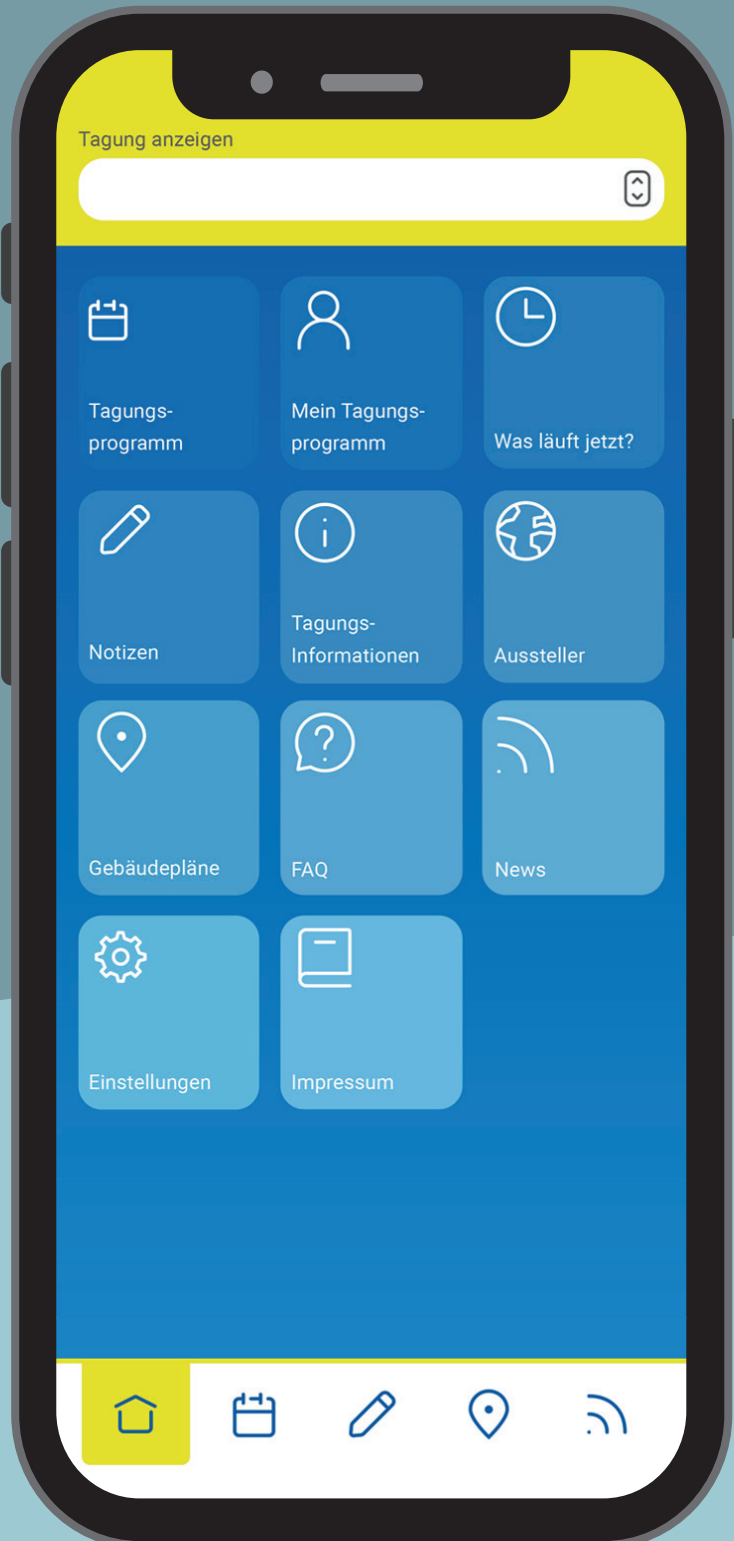 Tagung anzeigen
Tagungs-
programm
Mein Tagungs-
programm
Was läuft jetzt?
Notizen
Tagungs-
Informationen
Aussteller
Gebäudepläne
FAQ
News
Einstellungen
Impressum